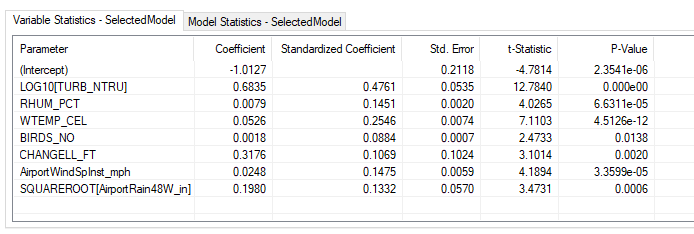 Variable Statistics - SelectedModel Model Statistics - SelectedModel
Parameter Coefficient Standardized Coefficient Std. Error t-Statistic P-Value
(Intercept) -1.0127 0.2118 -4.7814 2.3541e-06
LOG10[TURB_NTRU] 0.6835 0.4761 0.0535 12.7840 0.000e00
RHUM_PCT 0.0079 0.1451 0.0020 4.0265 6.6311e-05
WTEMP_CEL 0.0526 0.2546 0.0074 7.1103 4.5126e-12
BIRDS_NO 0.0018 0.0884 0.0007 2.4733 0.0138
CHANGELL_FT 0.3176 0.1069 0.1024 3.1014 0.0020
AirportWindSpInst_mph 0.0248 0.1475 0.0059 4.1894 3.3599e-05
SQUAREROOT[AirportRain48W_in] 0.1980 0.1332 0.0570 3.4731 0.0006